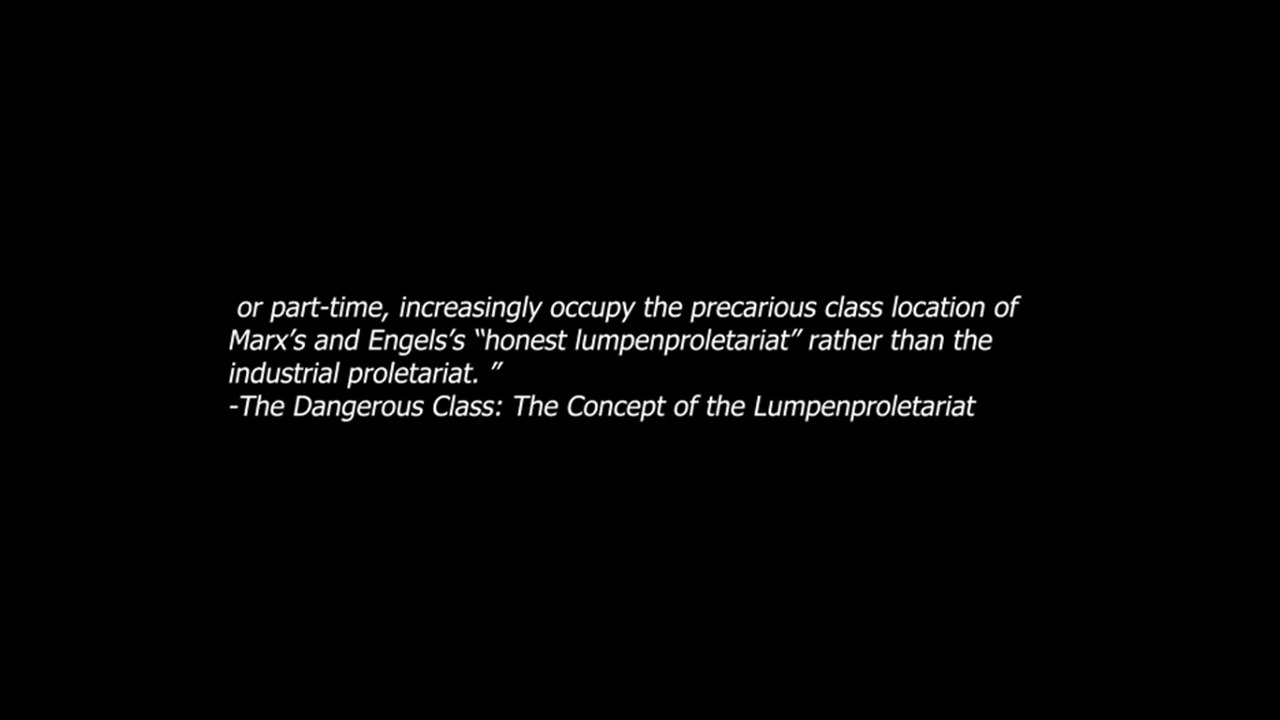 or part-time, increasingly occupy the precarious class location of
Marx’s and Engels’s “honest lumpenproletariat” rather than the
industrial proletariat. ”
-The Dangerous Class: The Concept of the Lumpenproletariat